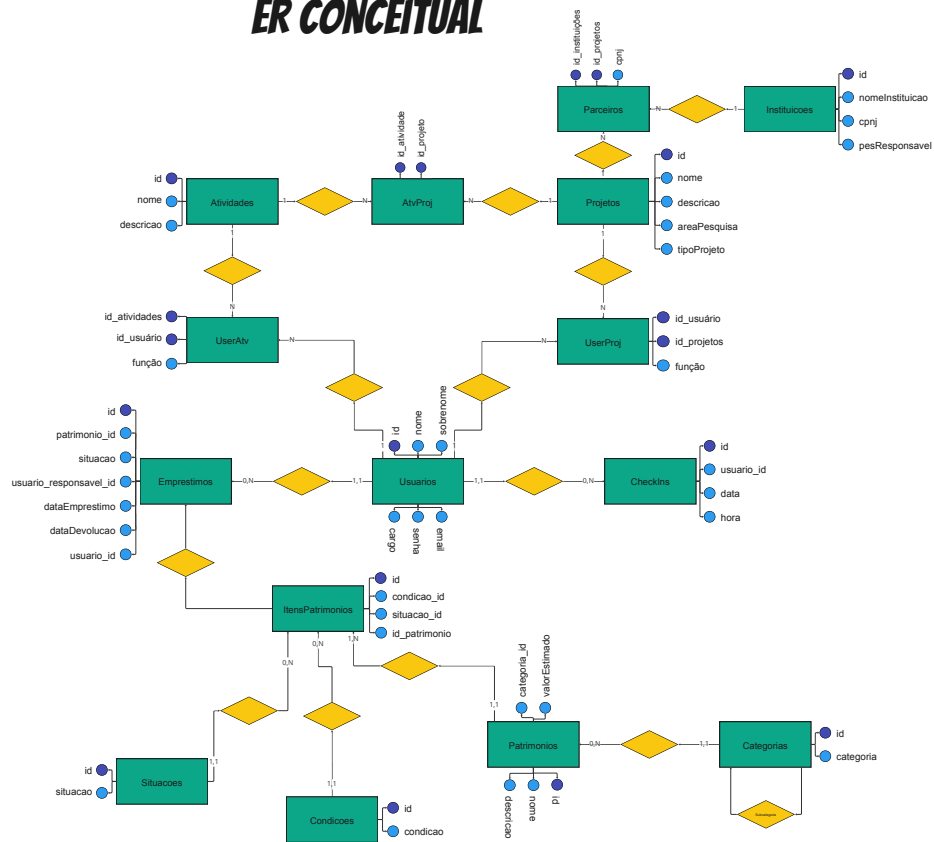 ER CONCEITUAL
id_instituições
id_projetos
cpnj
Parceiros
N
1
Instituicoes
id
nomeInstituicao
cpnj
pesResponsavel
N
1
id_atividade
id_projeto
id
nome
descricao
Atividades
1
N
AtvProj
N
1
Projetos
id
nome
descricao
areaPesquisa
tipoProjeto
1
N
1
N
id_atividades
id_usuário
função
UserAtv
N
1
N
1
UserProj
id_usuário
id_projetos
função
id
nome
sobrenome
id
patrimonio_id
situacao
usuario_responsavel_id
dataEmprestimo
dataDevolucao
usuario_id
Emprestimos
0,N
1,1
Usuarios
1,1
0,N
CheckIns
id
usuario_id
data
hora
cargo
senha
email
ItensPatrimonios
id
condicao_id
situacao_id
id_patrimonio
0,N
0,N
1,N
1,1
categoria_id
valorEstimado
Patrimonios
0,N
1,1
Categorias
id
categoria
descricao
nome
id
id
situacao
Situacoes
1,1
1,1
Condicoes
id
condicao